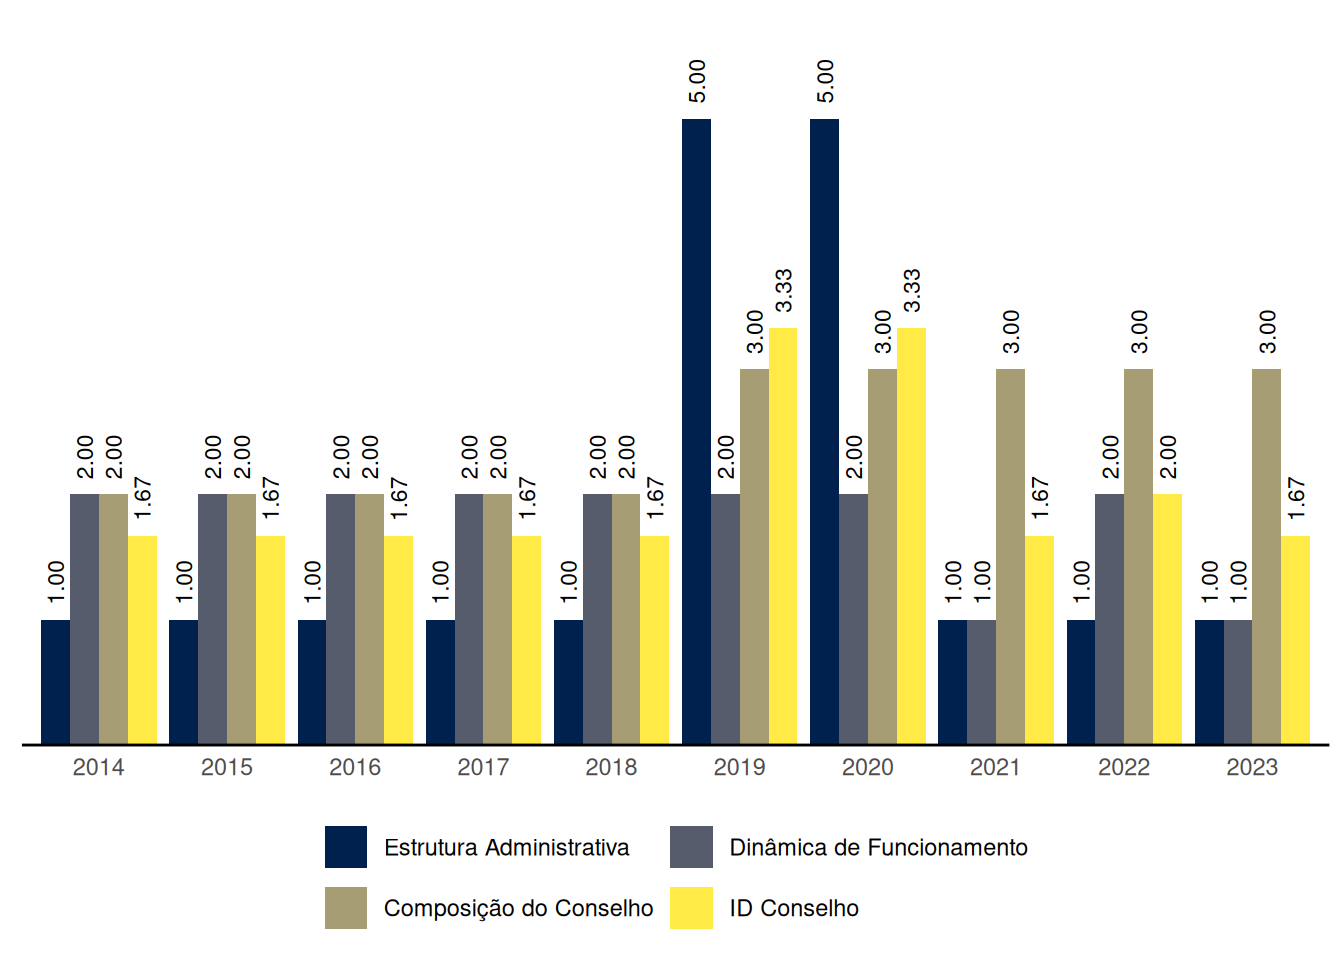 5.00 5.00
3.33 3.33
3.00 3.00 3.00 3.00 3.00
2.00 2.00 2.00 2.00 2.00 2.00 2.00 2.00 2.00 2.00 2.00 2.00 2.00 2.00
1.67 1.67 1.67 1.67 1.67 1.67 1.67
1.00 1.00 1.00 1.00 1.00 1.00 1.00 1.00 1.00 1.00
2014 2015 2016 2017 2018 2019 2020 2021 2022 2023
Estrutura Administrativa Dinâmica de Funcionamento
Composição do Conselho ID Conselho